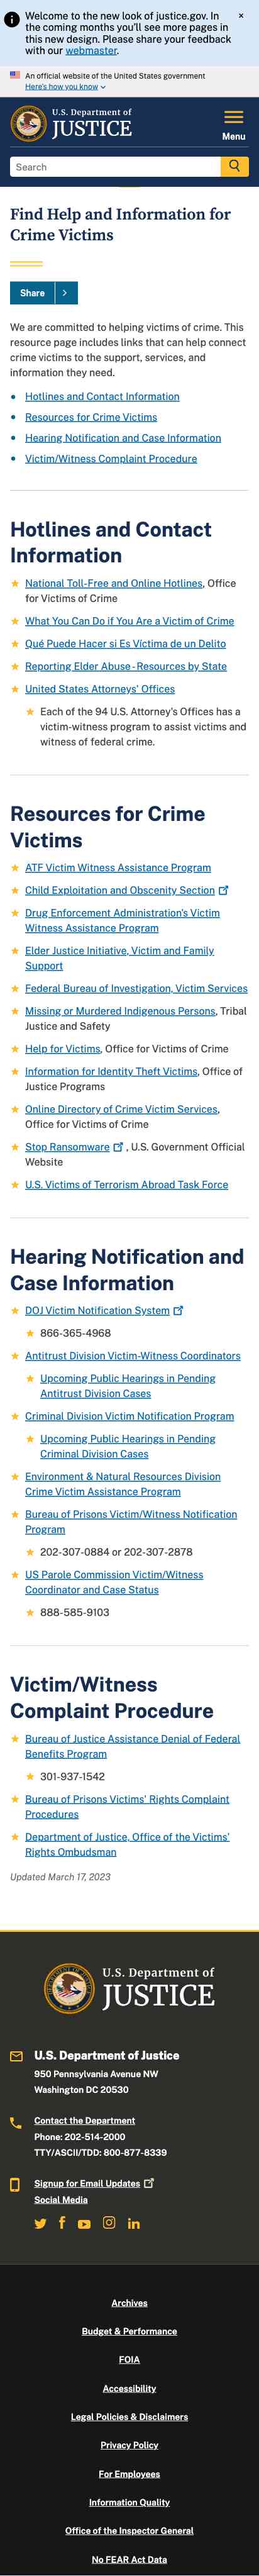 Welcome to the new look of justice.gov. In
the coming months you'll see more pages in
this new design. Please share your feedback
with our webmaster.
×
An official website of the United States government
Here's how you know
U.S. Department of
JUSTICE
Menu
Search
Find Help and Information for
Crime Victims
Share
We are committed to helping victims of crime. This
resource page includes links that can help connect
crime victims to the support, services, and
information they need.
Hotlines and Contact Information
Resources for Crime Victims
Hearing Notification and Case Information
Victim/Witness Complaint Procedure
Hotlines and Contact
Information
National Toll-Free and Online Hotlines, Office
for Victims of Crime
What You Can Do if You Are a Victim of Crime
Qué Puede Hacer si Es Víctima de un Delito
Reporting Elder Abuse - Resources by State
United States Attorneys' Offices
Each of the 94 U.S. Attorney's Offices has a
victim-witness program to assist victims and
witness of federal crime.
Resources for Crime
Victims
ATF Victim Witness Assistance Program
Child Exploitation and Obscenity Section
Drug Enforcement Administration's Victim
Witness Assistance Program
Elder Justice Initiative, Victim and Family
Support
Federal Bureau of Investigation, Victim Services
Missing or Murdered Indigenous Persons, Tribal
Justice and Safety
Help for Victims, Office for Victims of Crime
Information for Identity Theft Victims, Office of
Justice Programs
Online Directory of Crime Victim Services,
Office for Victims of Crime
Stop Ransomware , U.S. Government Official
Website
U.S. Victims of Terrorism Abroad Task Force
Hearing Notification and
Case Information
DOJ Victim Notification System
866-365-4968
Antitrust Division Victim-Witness Coordinators
Upcoming Public Hearings in Pending
Antitrust Division Cases
Criminal Division Victim Notification Program
Upcoming Public Hearings in Pending
Criminal Division Cases
Environment & Natural Resources Division
Crime Victim Assistance Program
Bureau of Prisons Victim/Witness Notification
Program
202-307-0884 or 202-307-2878
US Parole Commission Victim/Witness
Coordinator and Case Status
888-585-9103
Victim/Witness
Complaint Procedure
Bureau of Justice Assistance Denial of Federal
Benefits Program
301-937-1542
Bureau of Prisons Victims' Rights Complaint
Procedures
Department of Justice, Office of the Victims'
Rights Ombudsman
Updated March 17, 2023
U.S. Department of
JUSTICE
U.S. Department of Justice
950 Pennsylvania Avenue NW
Washington DC 20530
Contact the Department
Phone: 202-514-2000
TTY/ASCII/TDD: 800-877-8339
Signup for Email Updates
Social Media
Archives
Budget & Performance
FOIA
Accessibility
Legal Policies & Disclaimers
Privacy Policy
For Employees
Information Quality
Office of the Inspector General
No FEAR Act Data